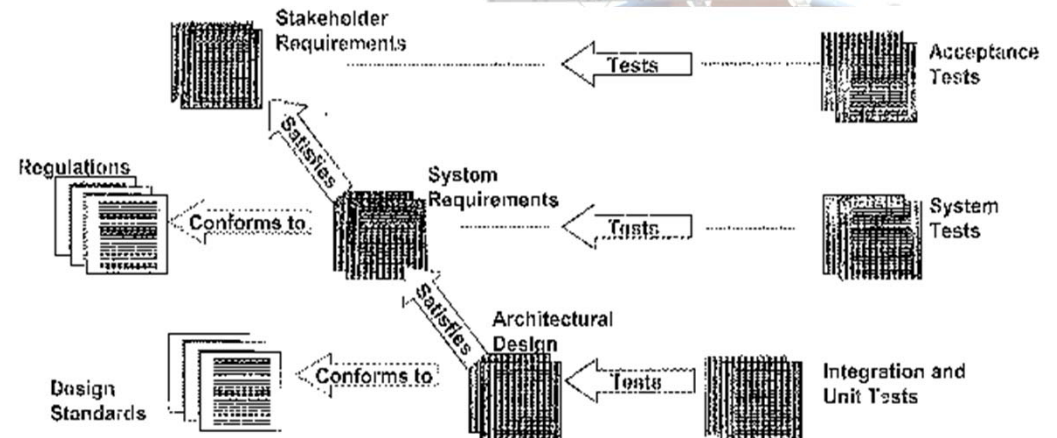 Stakeholder
Requirements
Tests
Acceptance
Tests
Satisfies
Regulations
Conforms to
System
Requirements
Tests
System
Tests
Satisfies
Architectural
Design
Design
Standards
Conforms to
Tests
Integration and
Unit Tests